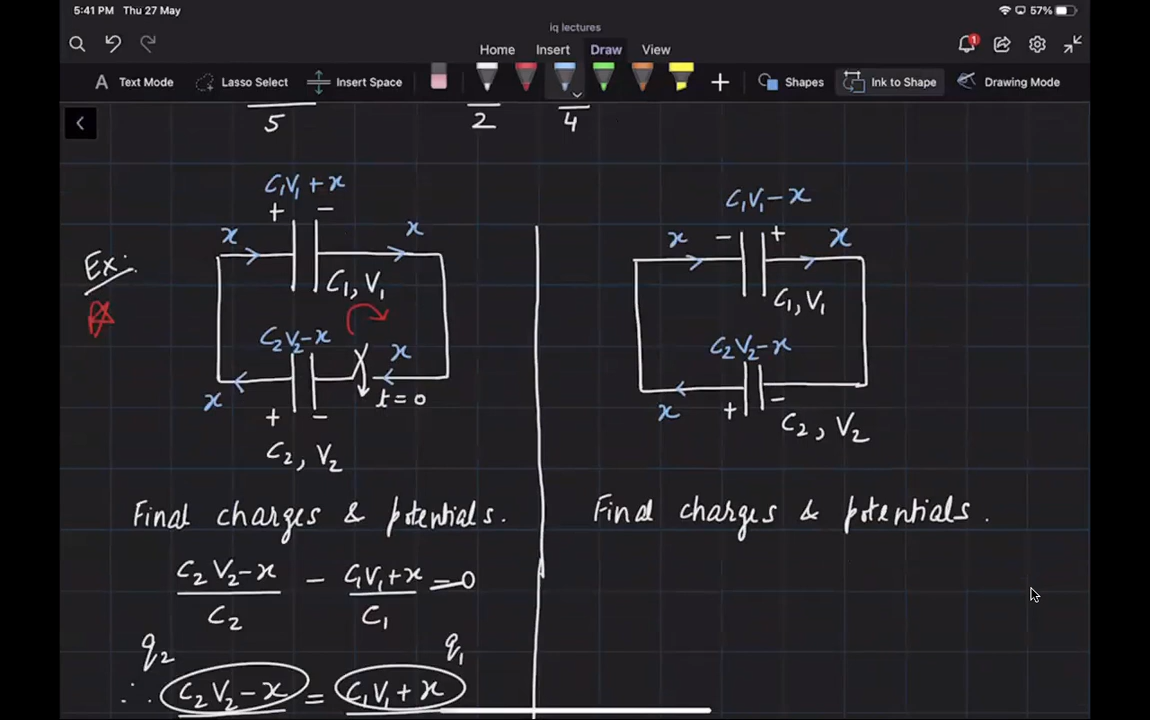 5:41 PM Thu 27 May
57%
iq lectures
Home Insert Draw View
1
A Text Mode Lasso Select Insert Space Shapes Ink to Shape Drawing Mode
5 2 4
Ex:
C₁V₁ + x
+ −
x x
C₁, V₁
C₂V₂ − x
x
x
t = 0
+ −
C₂, V₂
Final charges & potentials.
C₂V₂ − x / C₂ − C₁V₁ + x / C₁ = 0
q₂ q₁
∴ C₂V₂ − x = C₁V₁ + x
C₁V₁ − x
− +
x x
C₁, V₁
C₂V₂ − x
x
+ −
C₂, V₂
Final charges & potentials.